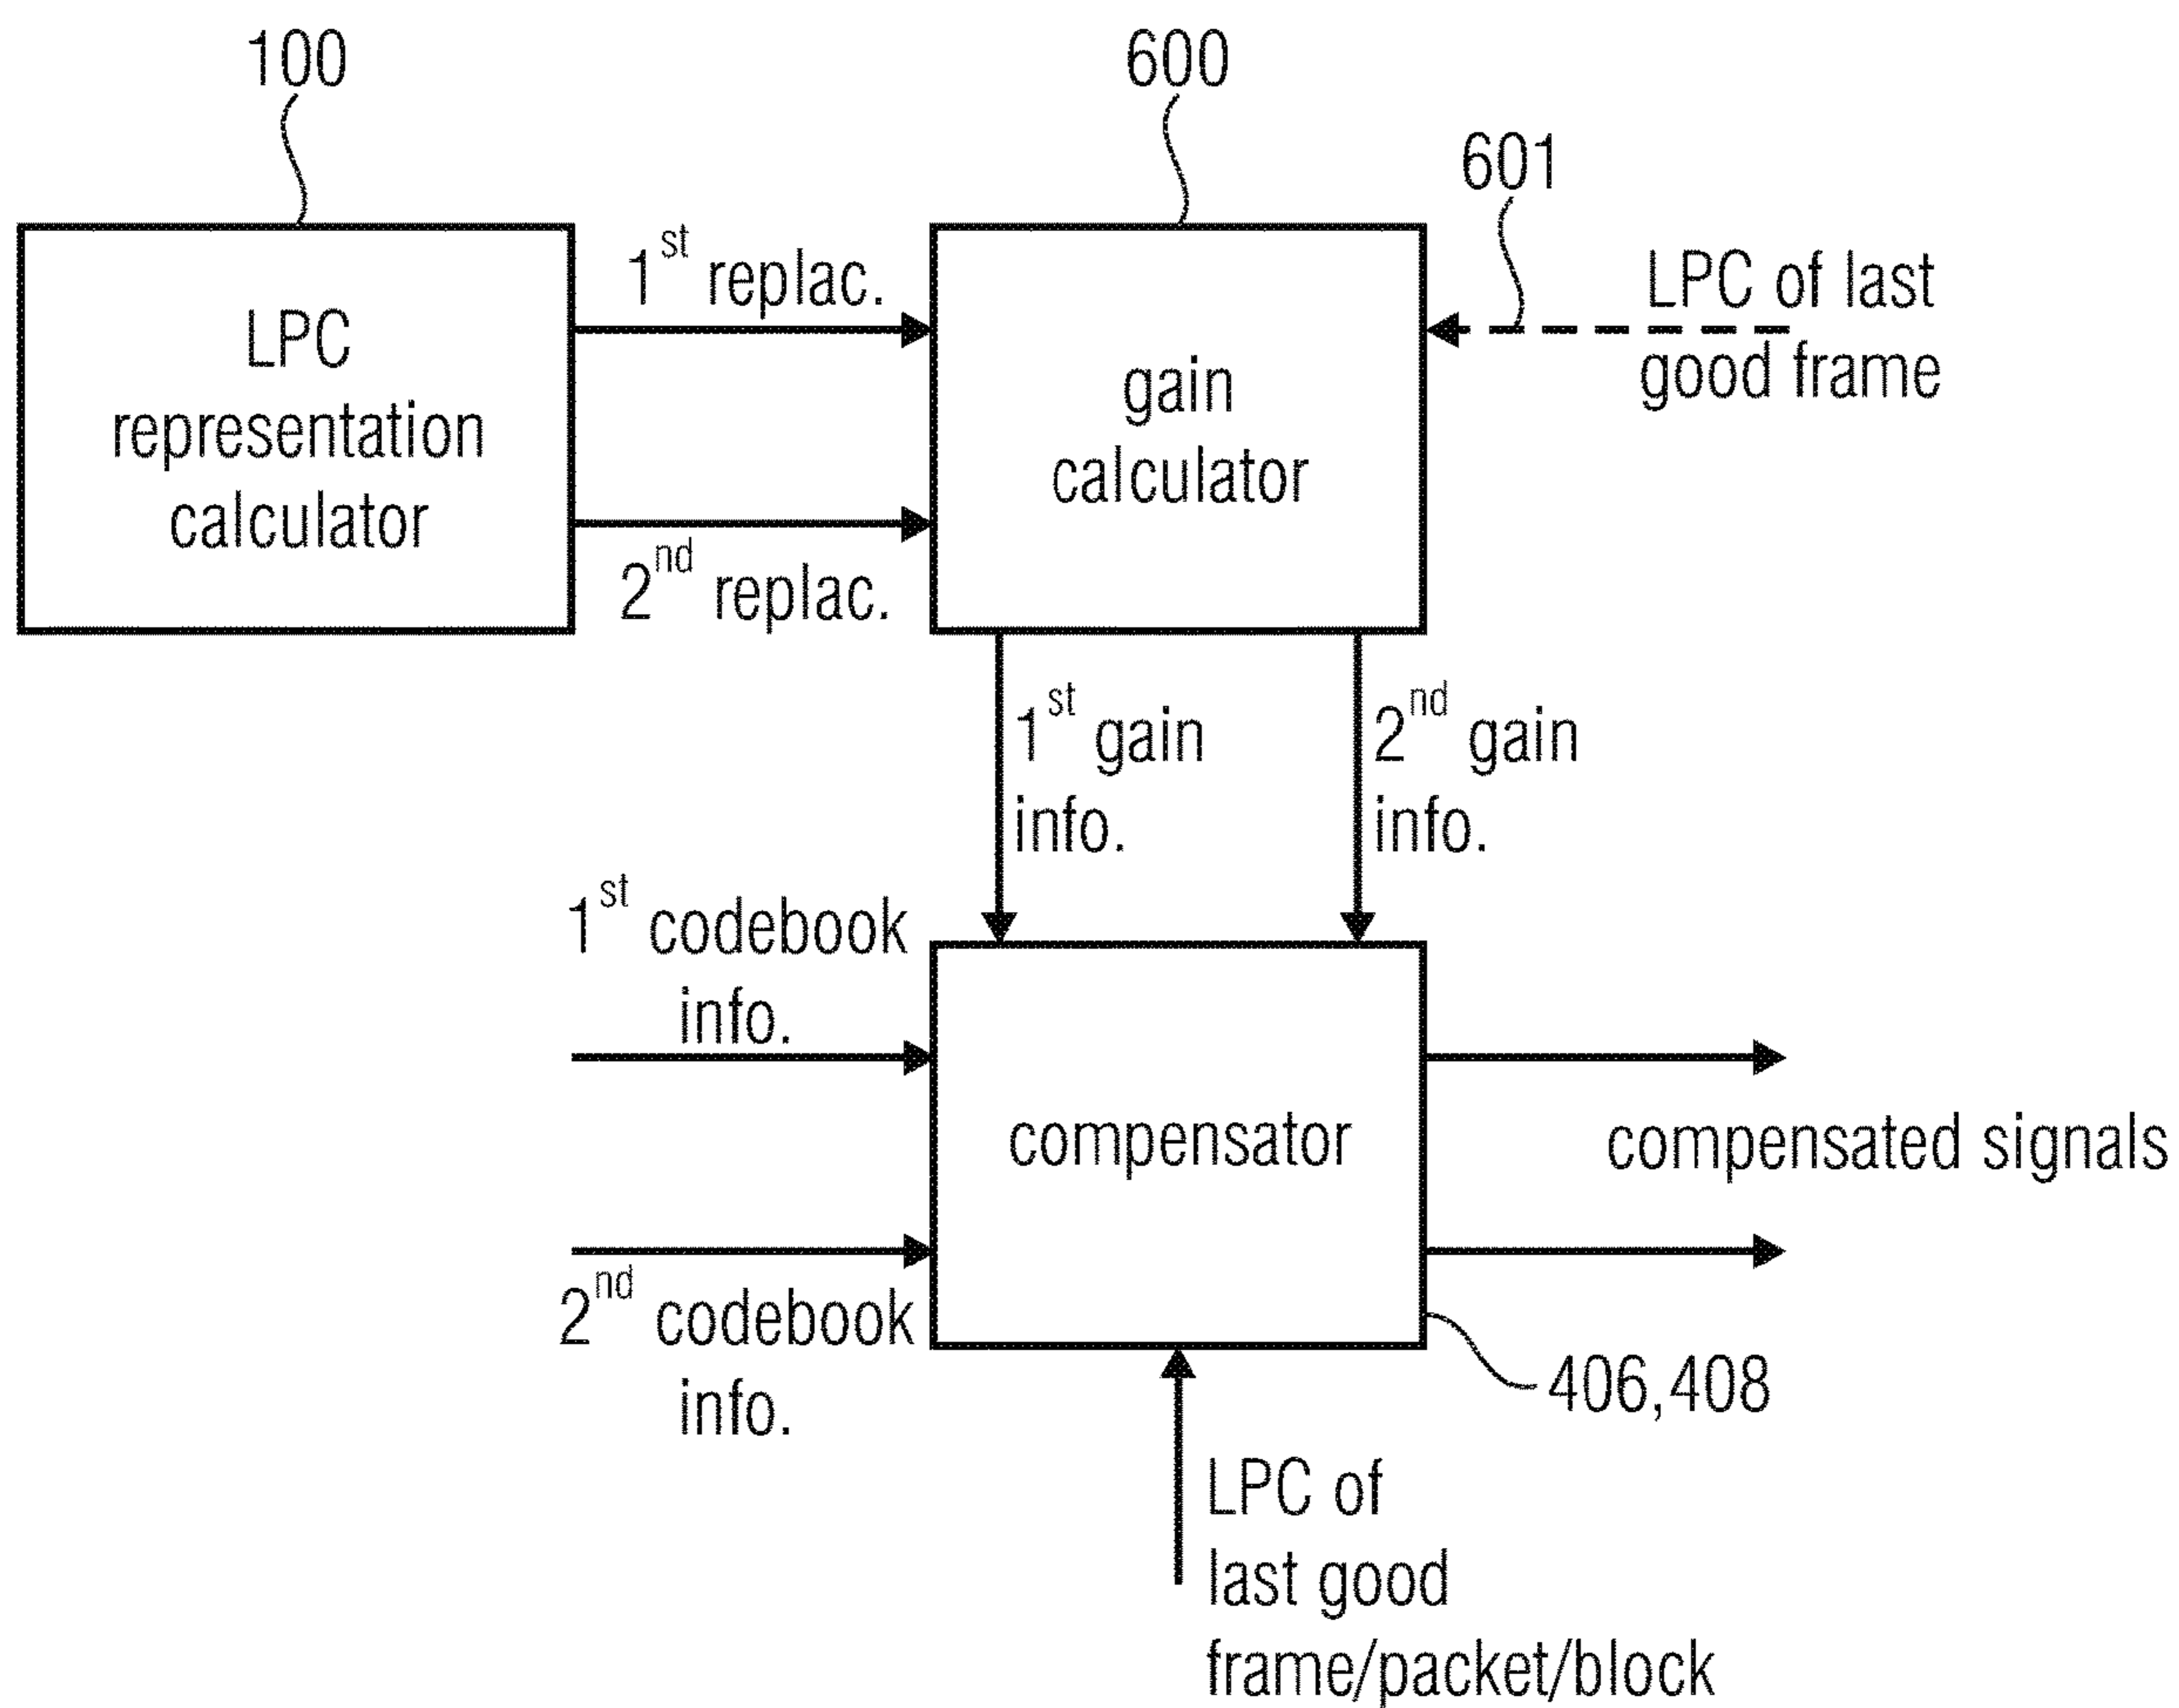 100
600
601
LPC
representation
calculator
1st replac.
2nd replac.
gain
calculator
LPC of last
good frame
1st gain
info.
2nd gain
info.
1st codebook
info.
2nd codebook
info.
compensator
compensated signals
406,408
LPC of
last good
frame/packet/block